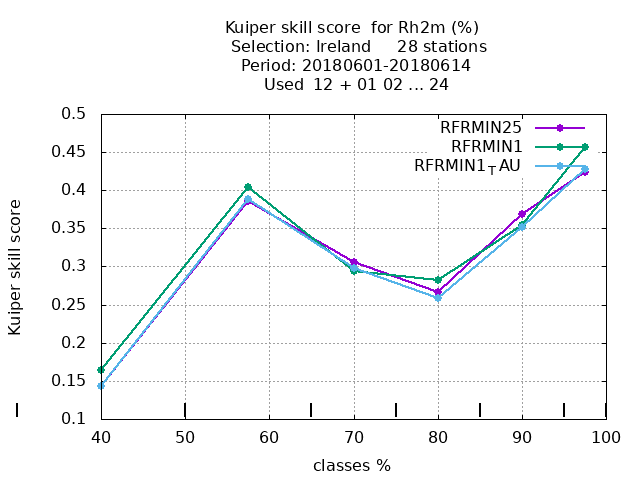 Kuiper skill score  for Rh2m (%)
Selection: Ireland     28 stations
Period: 20180601-20180614
Used  12 + 01 02 ... 24
RFRMIN25
RFRMIN1
RFRMIN1TAU
Kuiper skill score
0.5
0.45
0.4
0.35
0.3
0.25
0.2
0.15
0.1
40 50 60 70 80 90 100
classes %